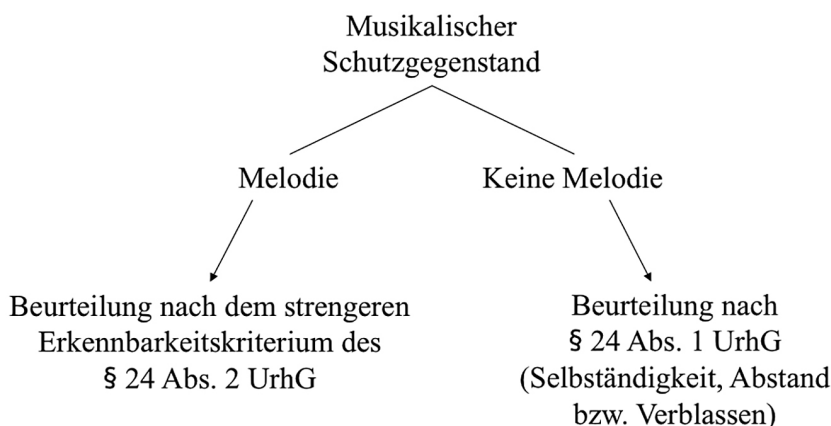 Musikalischer
Schutzgegenstand
Melodie
Keine Melodie
Beurteilung nach dem strengeren
Erkennbarkeitskriterium des
§ 24 Abs. 2 UrhG
Beurteilung nach
§ 24 Abs. 1 UrhG
(Selbständigkeit, Abstand
bzw. Verblassen)